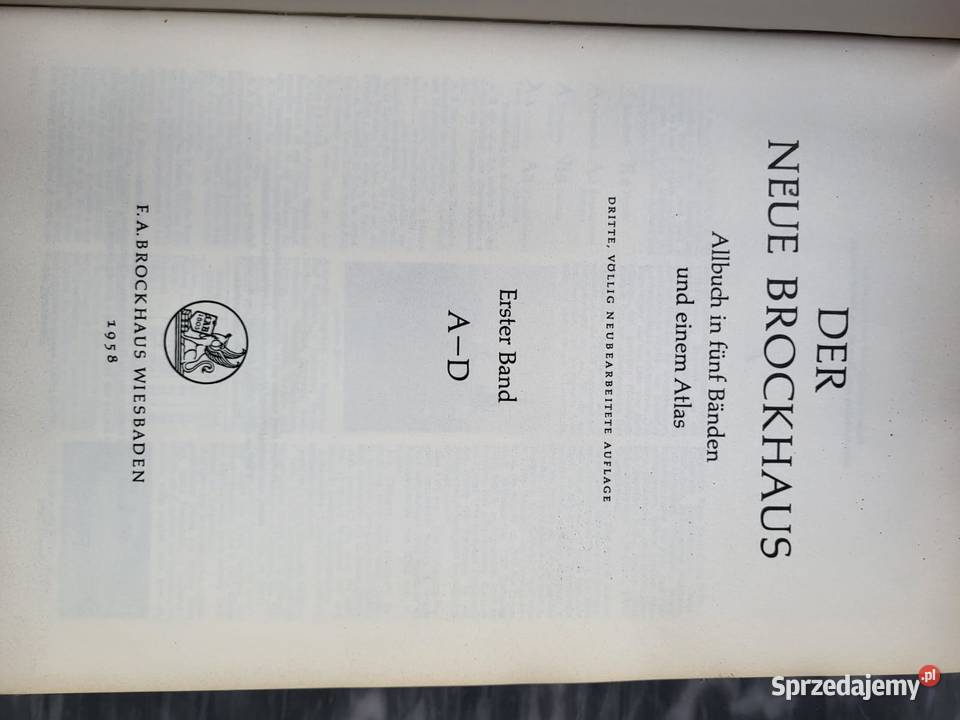 DER
NEUE BROCKHAUS
Allbuch in fünf Bänden
und einem Atlas
DRITTE, VÖLLIG NEUBEARBEITETE AUFLAGE
Erster Band
A–D
F. A. BROCKHAUS WIESBADEN
1958
Sprzedajemy.pl